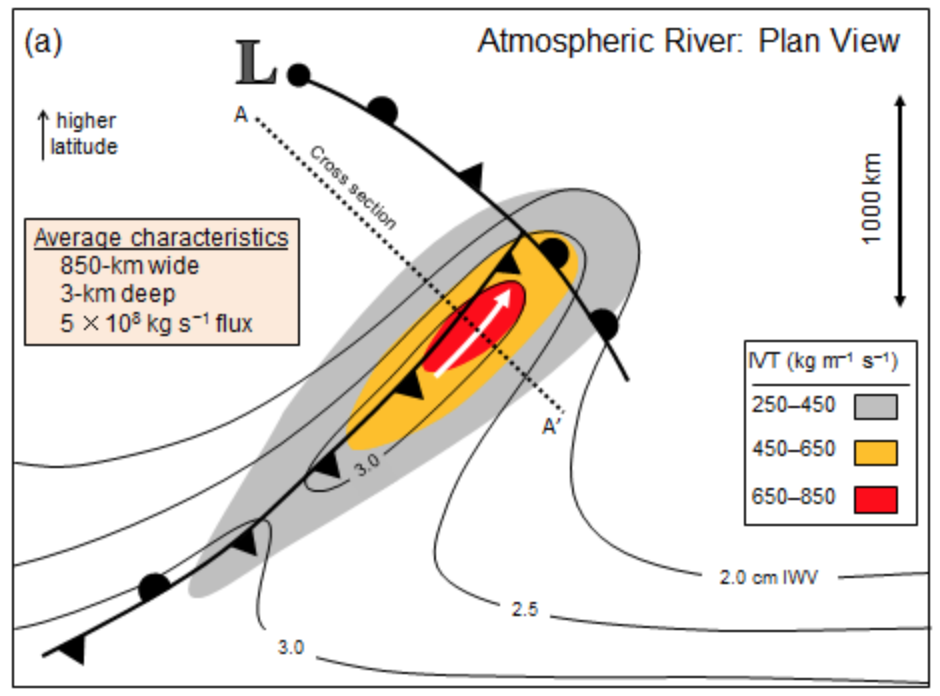 (a)
Atmospheric River: Plan View
L
A
higher
latitude
Cross section
1000 km
Average characteristics
850-km wide
3-km deep
5 × 10⁸ kg s⁻¹ flux
IVT (kg m⁻¹ s⁻¹)
250–450
450–650
650–850
A’
3.0
2.0 cm IWV
2.5
3.0